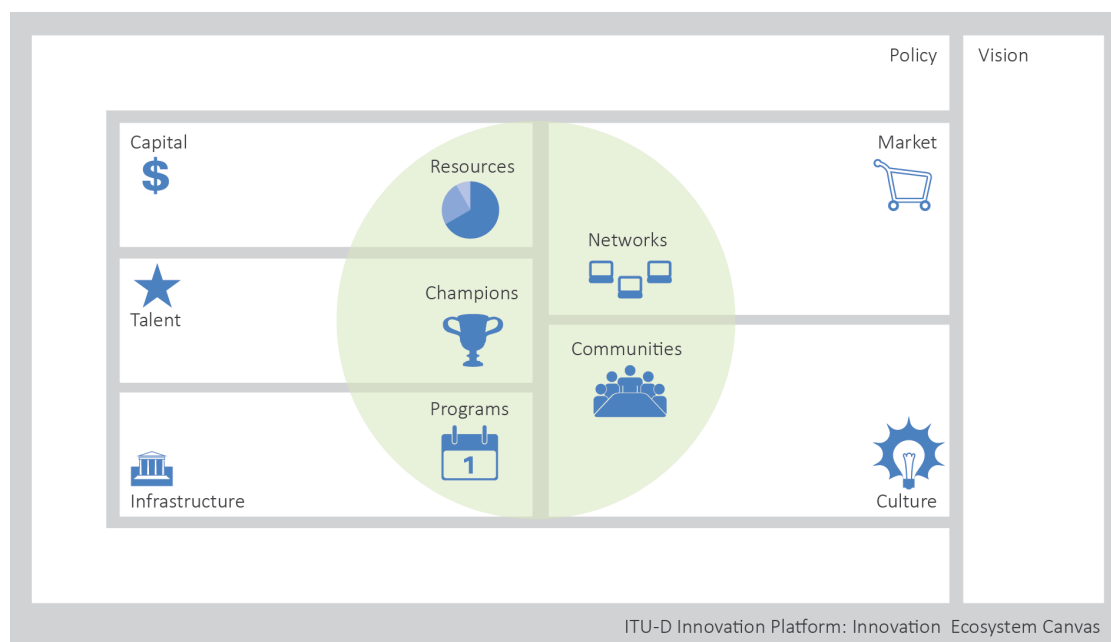 Policy
Vision
Capital
$
Resources
Market
Networks
Champions
Talent
Communities
Programs
1
Infrastructure
Culture
ITU-D Innovation Platform: Innovation Ecosystem Canvas